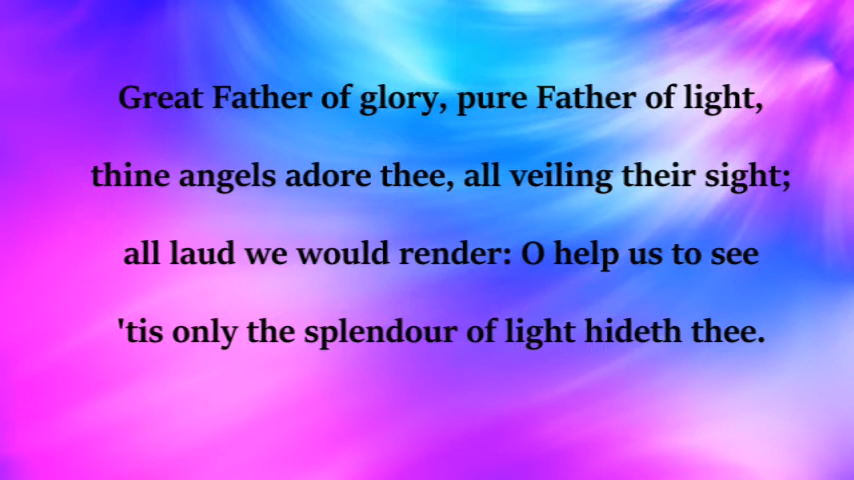 Great Father of glory, pure Father of light,
thine angels adore thee, all veiling their sight;
all laud we would render: O help us to see
'tis only the splendour of light hideth thee.